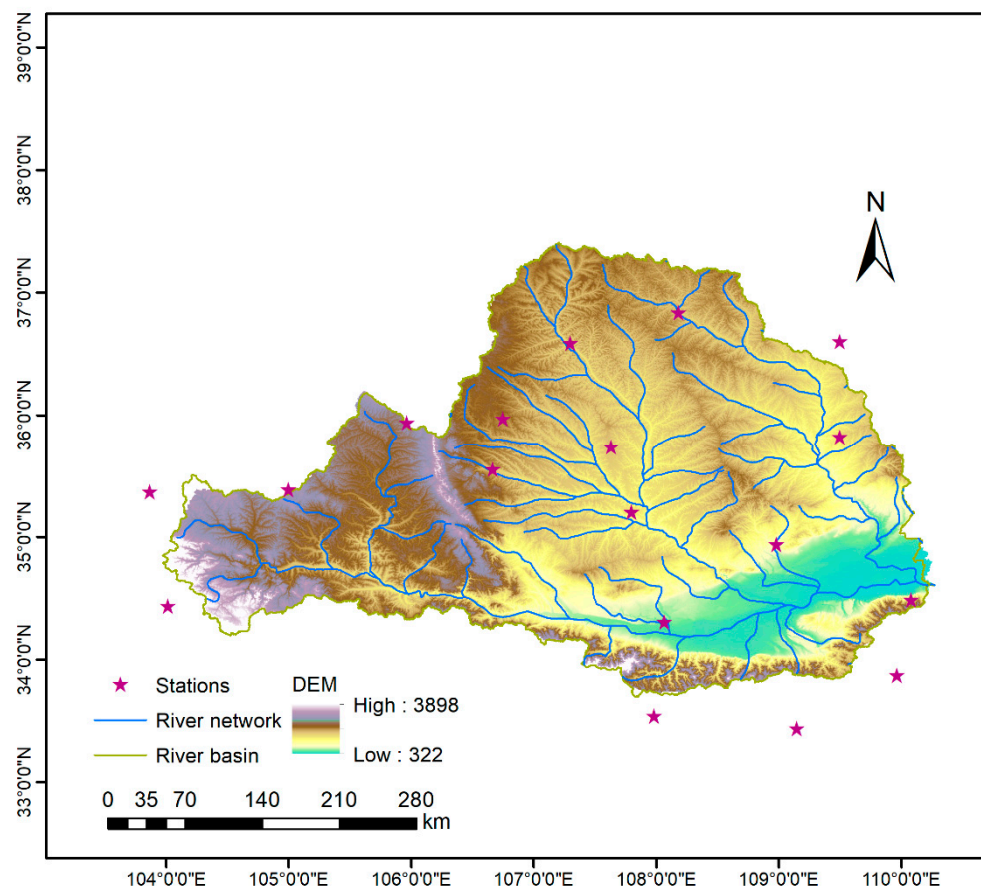 39°0'0"N
38°0'0"N
37°0'0"N
36°0'0"N
35°0'0"N
34°0'0"N
33°0'0"N
N
Stations
River network
River basin
DEM
High : 3898
Low : 322
0 35 70 140 210 280
km
104°0'0"E 105°0'0"E 106°0'0"E 107°0'0"E 108°0'0"E 109°0'0"E 110°0'0"E